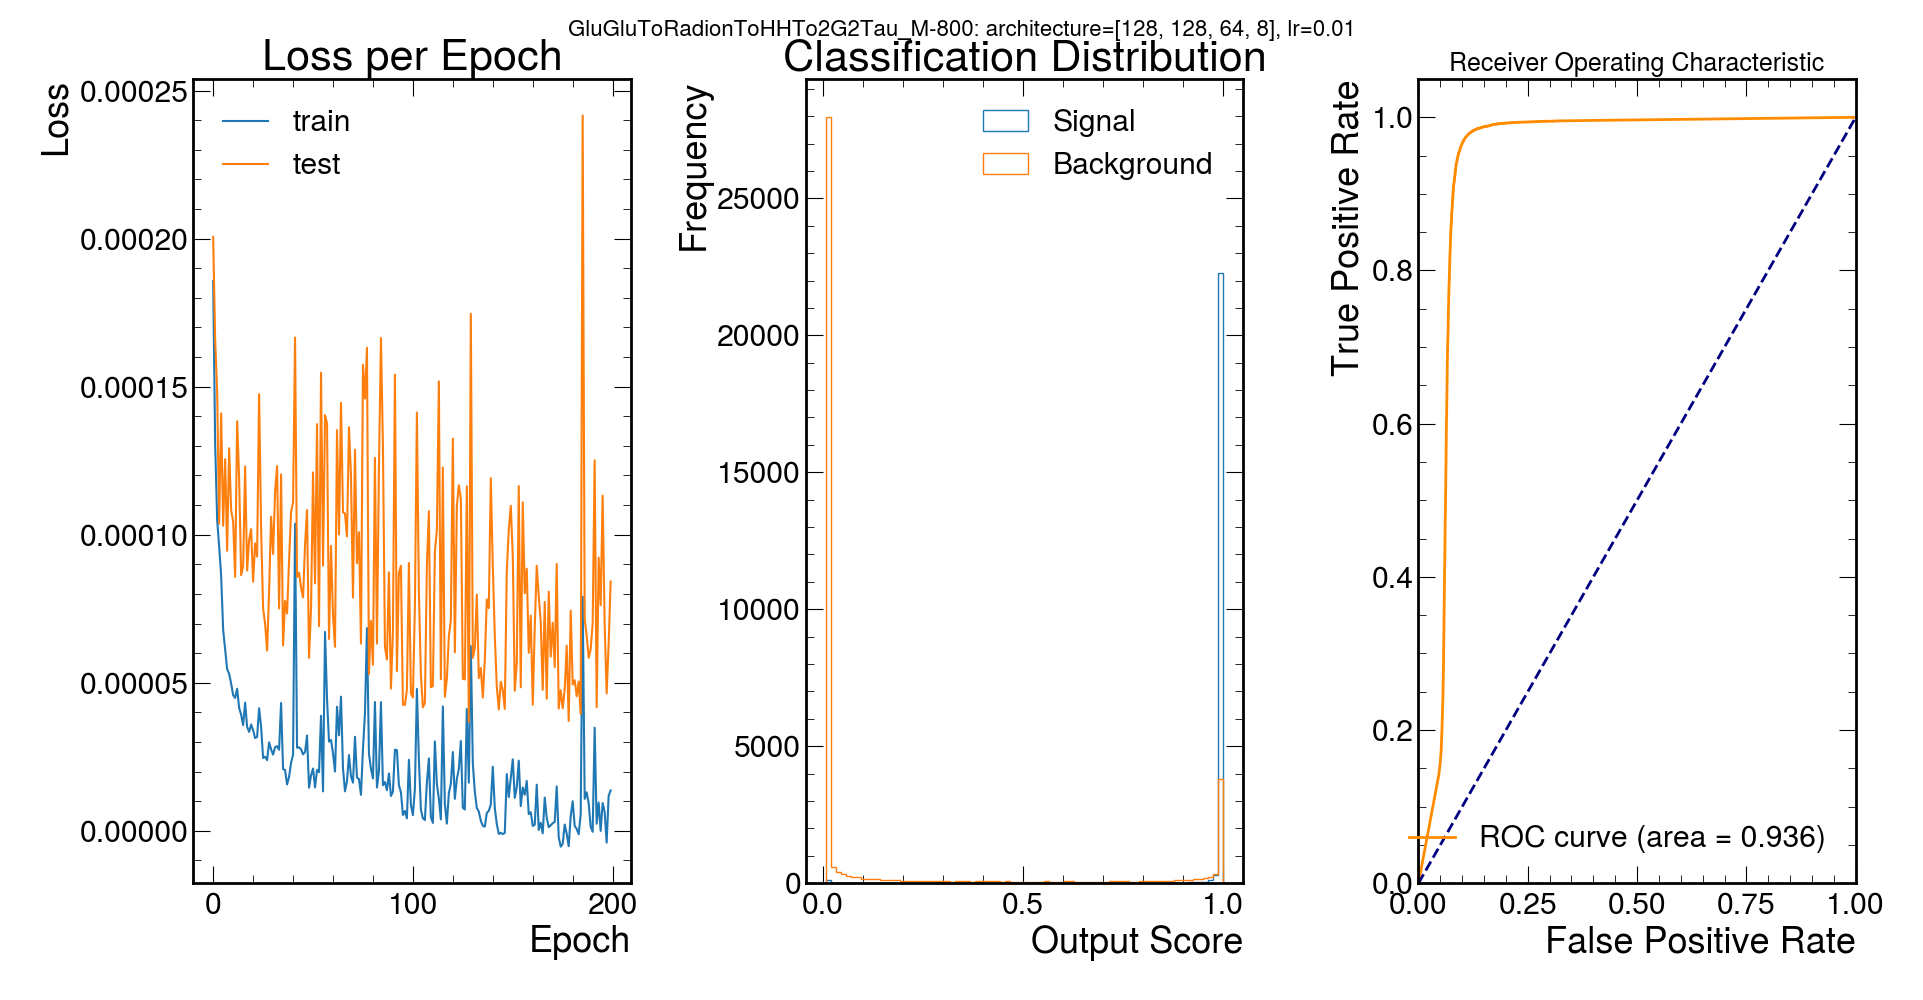 GluGluToRadionToHHTo2G2Tau_M-800: architecture=[128, 128, 64, 8], lr=0.01
Loss per Epoch
Loss
0.00025
0.00020
0.00015
0.00010
0.00005
0.00000
train
test
0
100
200
Epoch
Classification Distribution
Frequency
25000
20000
15000
10000
5000
0
Signal
Background
0.0
0.5
1.0
Output Score
Receiver Operating Characteristic
True Positive Rate
1.0
0.8
0.6
0.4
0.2
0.0
ROC curve (area = 0.936)
0.00
0.25
0.50
0.75
1.00
False Positive Rate